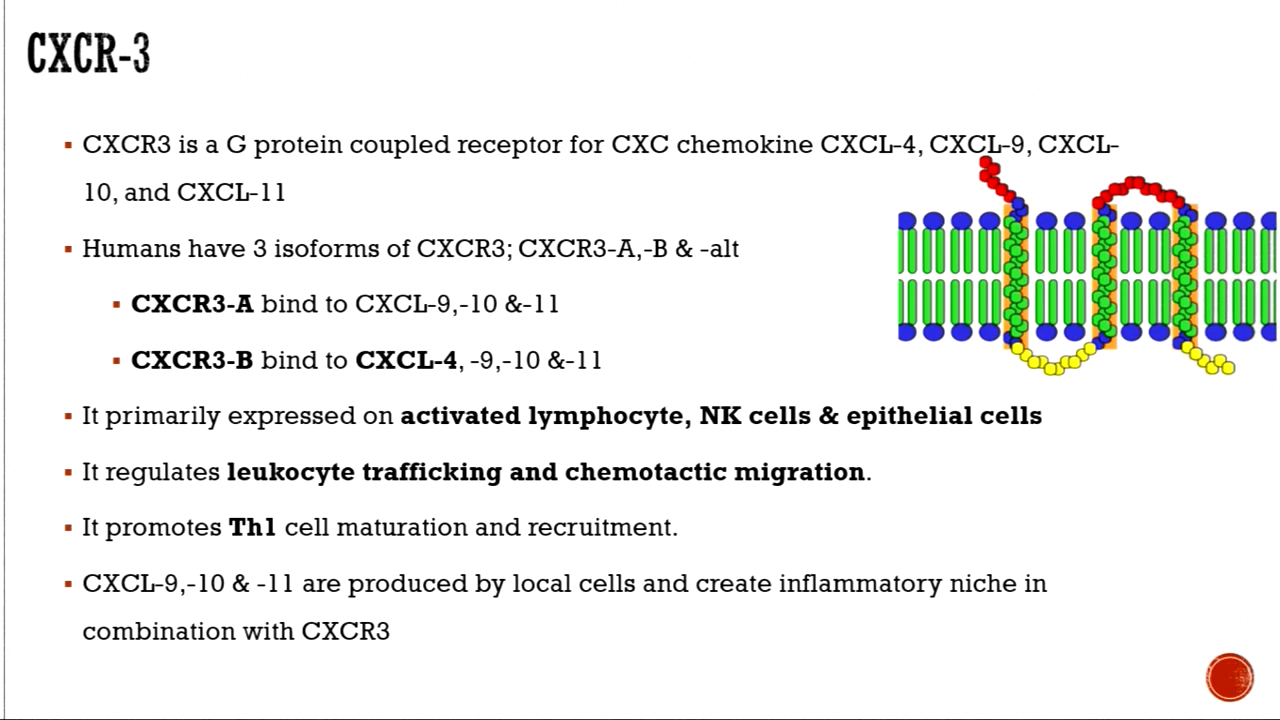 CXCR-3
▪ CXCR3 is a G protein coupled receptor for CXC chemokine CXCL-4, CXCL-9, CXCL-
10, and CXCL-11
▪ Humans have 3 isoforms of CXCR3; CXCR3-A,-B & -alt
▪ CXCR3-A bind to CXCL-9,-10 &-11
▪ CXCR3-B bind to CXCL-4, -9,-10 &-11
▪ It primarily expressed on activated lymphocyte, NK cells & epithelial cells
▪ It regulates leukocyte trafficking and chemotactic migration.
▪ It promotes Th1 cell maturation and recruitment.
▪ CXCL-9,-10 & -11 are produced by local cells and create inflammatory niche in
combination with CXCR3